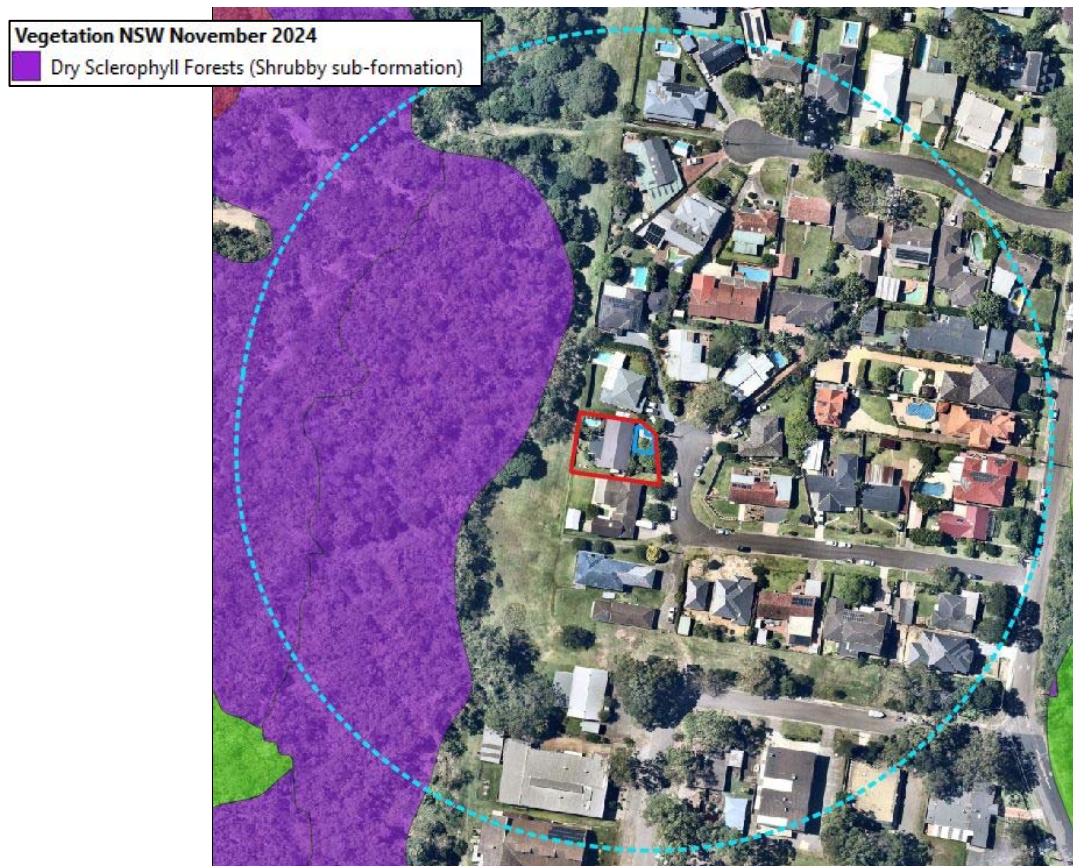 Vegetation NSW November 2024
Dry Sclerophyll Forests (Shrubby sub-formation)